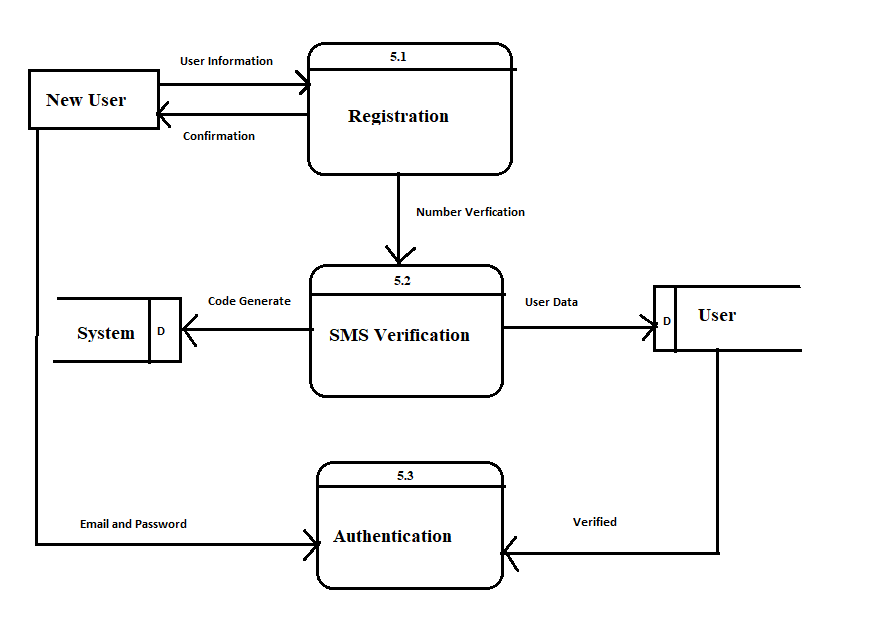 User Information
5.1
New User
Registration
Confirmation
Number Verfication
5.2
Code Generate
User Data
System
D
SMS Verification
D
User
5.3
Email and Password
Authentication
Verified